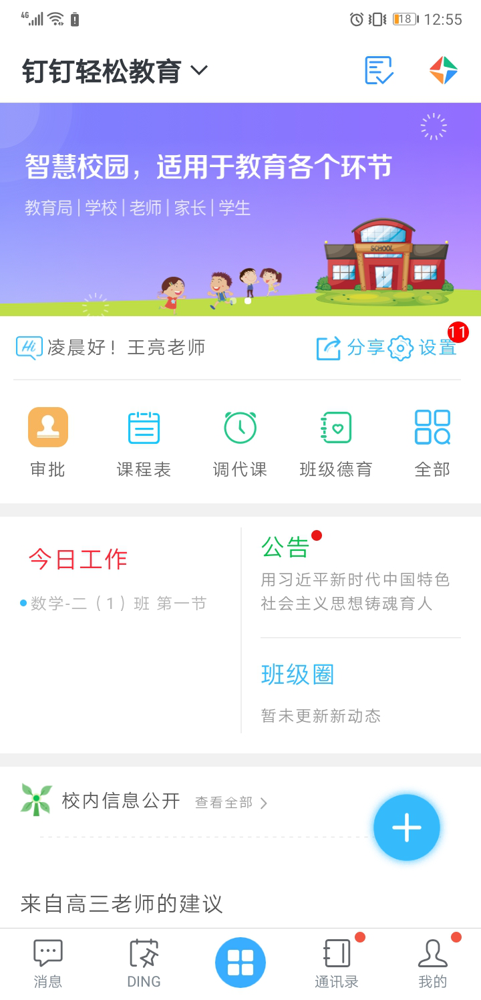 4G
18 12:55
钉钉轻松教育
智慧校园，适用于教育各个环节
教育局|学校|老师|家长|学生
SCHOOL
Hi 凌晨好！王亮老师
分享 设置 11
审批 课程表 调代课 班级德育 全部
今日工作
数学-二（1）班 第一节
公告
用习近平新时代中国特色
社会主义思想铸魂育人
班级圈
暂未更新新动态
校内信息公开 查看全部
来自高三老师的建议
消息 DING 通讯录 我的